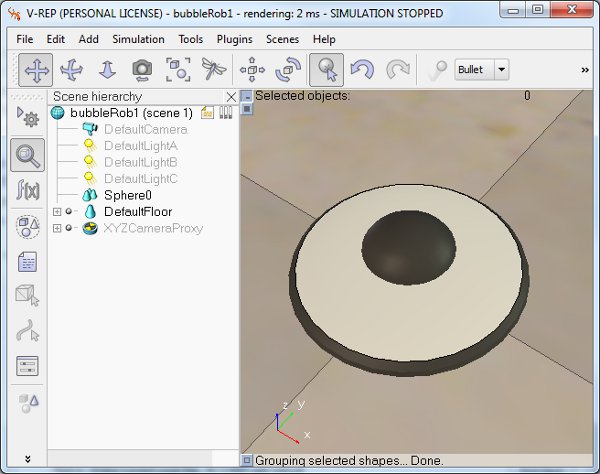 V-REP (PERSONAL LICENSE) - bubbleRob1 - rendering: 2 ms - SIMULATION STOPPED
File Edit Add Simulation Tools Plugins Scenes Help
Bullet »
Scene hierarchy
Selected objects: 0
bubbleRob1 (scene 1)
DefaultCamera
DefaultLightA
DefaultLightB
DefaultLightC
f(x)
Sphere0
DefaultFloor
XYZCameraProxy
z y
x
Grouping selected shapes... Done.